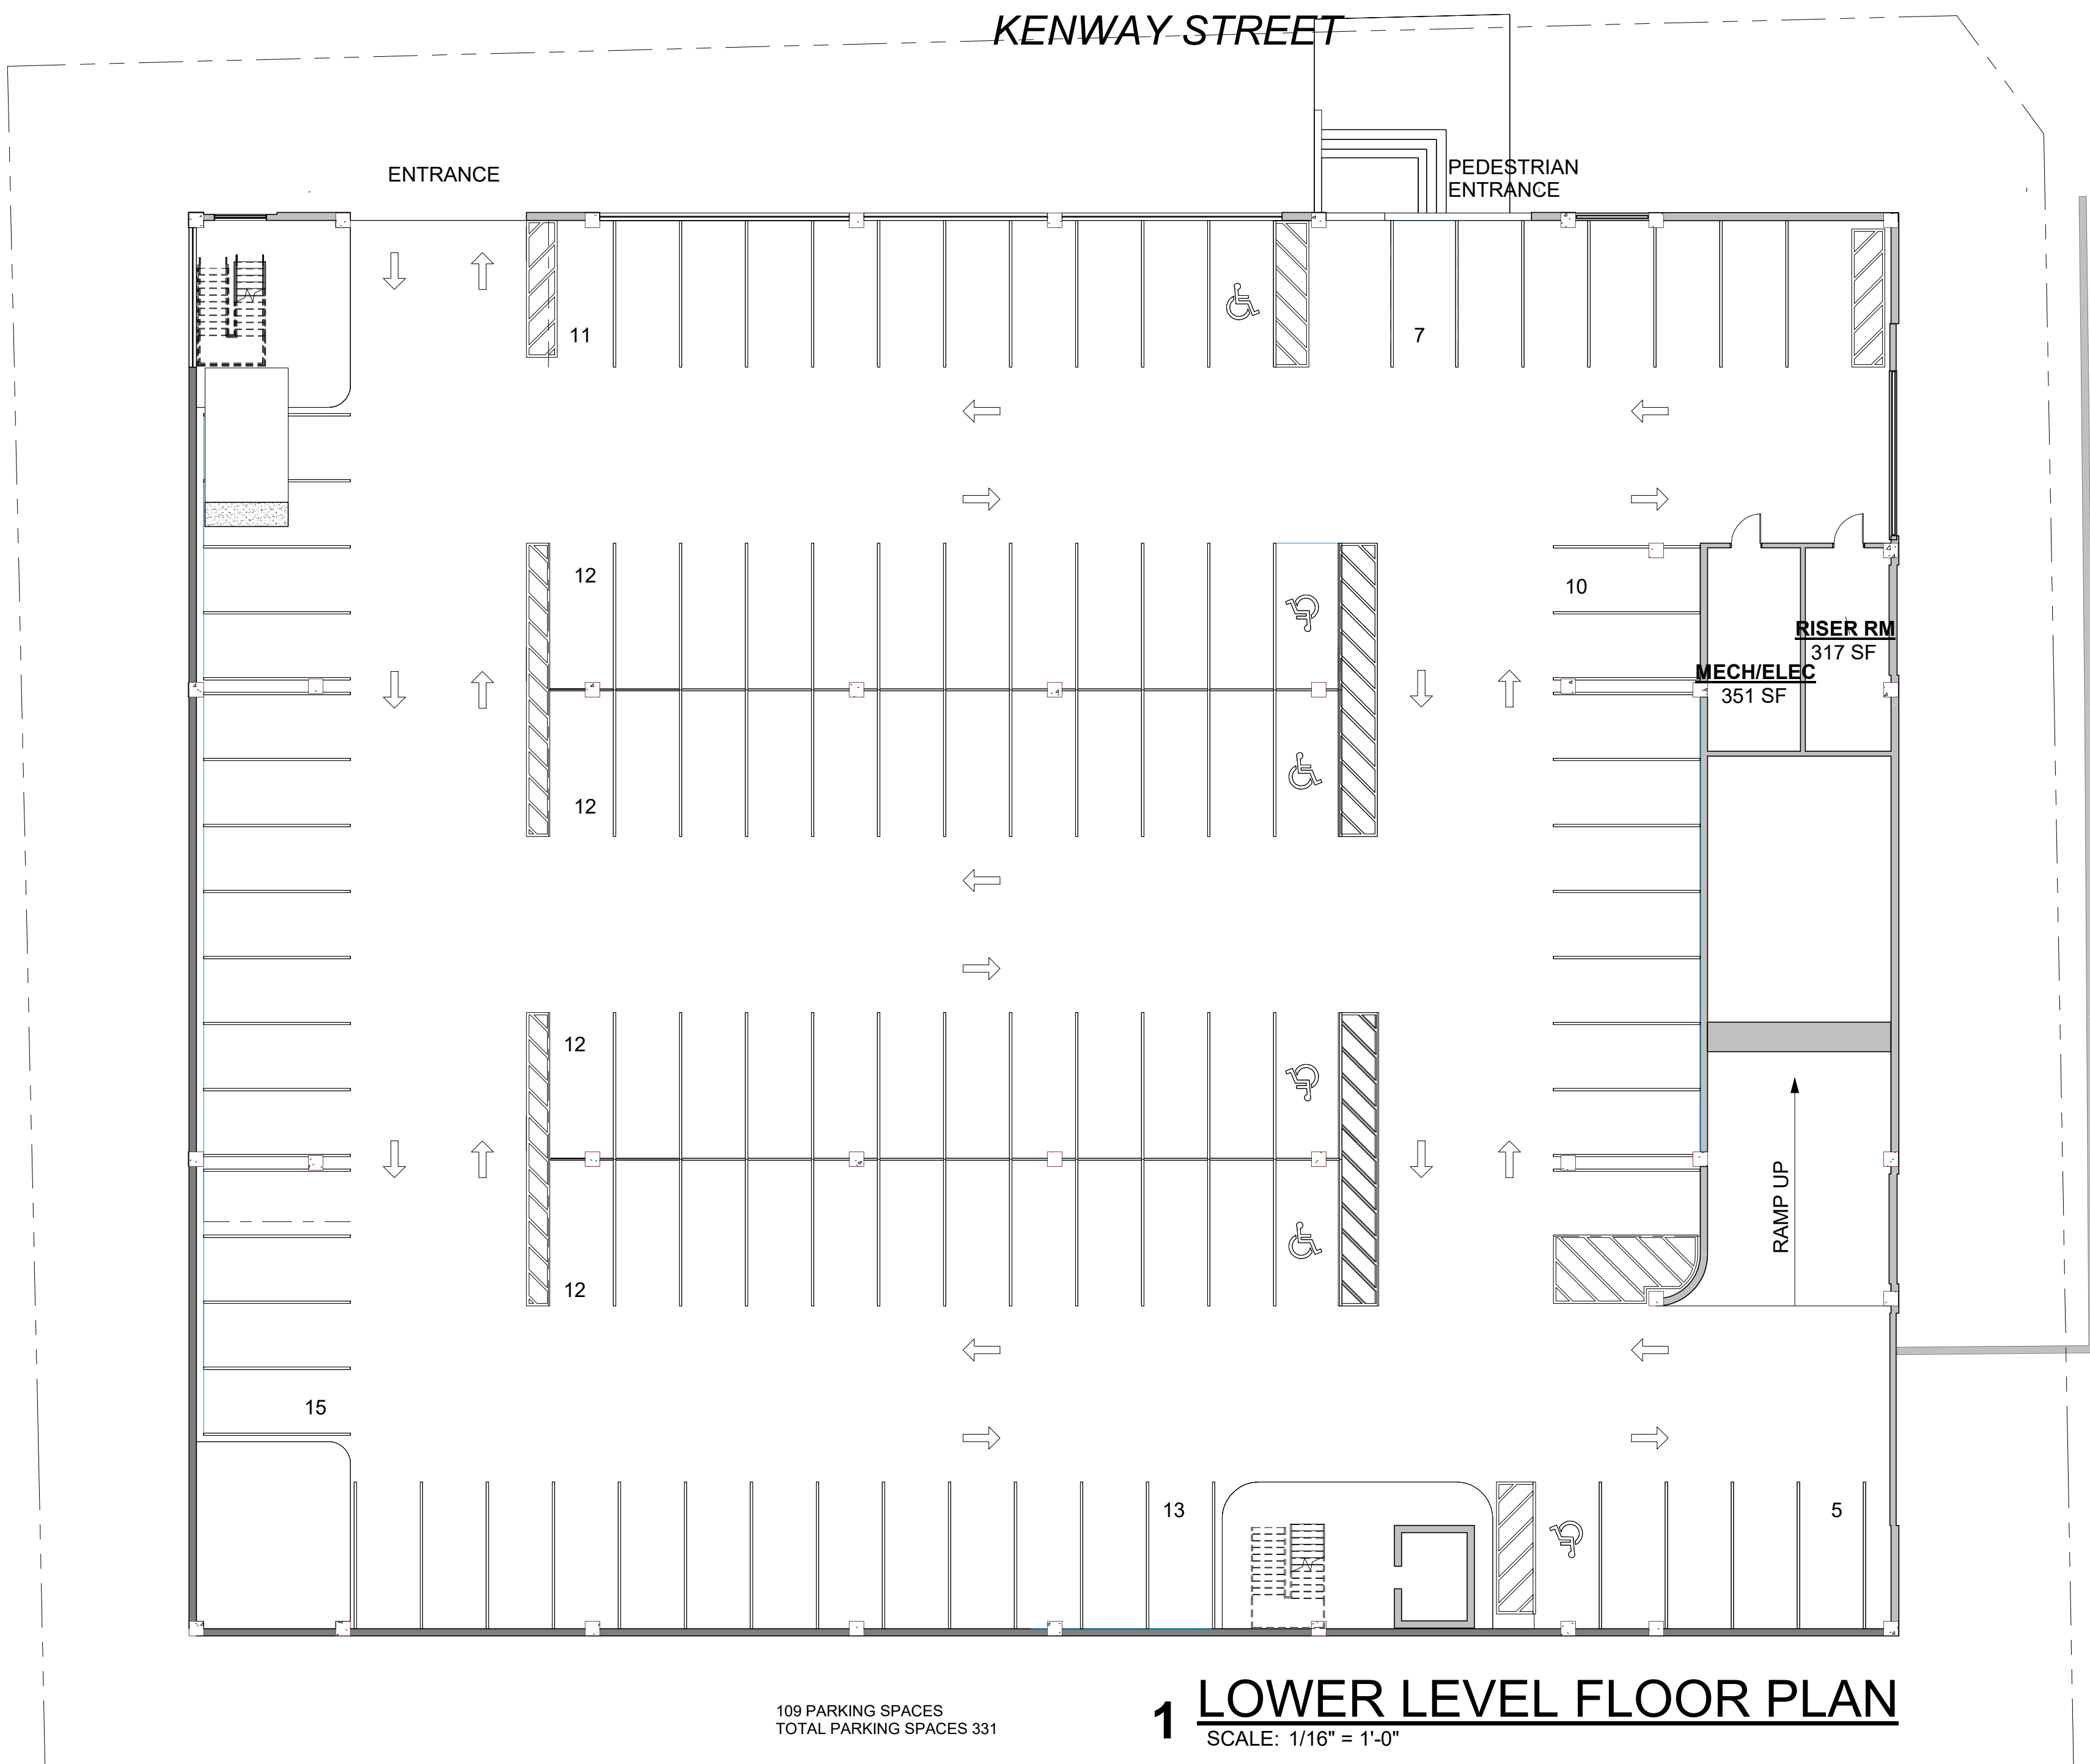 KENWAY STREET
ENTRANCE
PEDESTRIAN
ENTRANCE
11
7
12
10
RISER RM
317 SF
MECH/ELEC
351 SF
12
12
RAMP UP
12
15
13
5
109 PARKING SPACES
TOTAL PARKING SPACES 331
1 LOWER LEVEL FLOOR PLAN
SCALE: 1/16" = 1'-0"